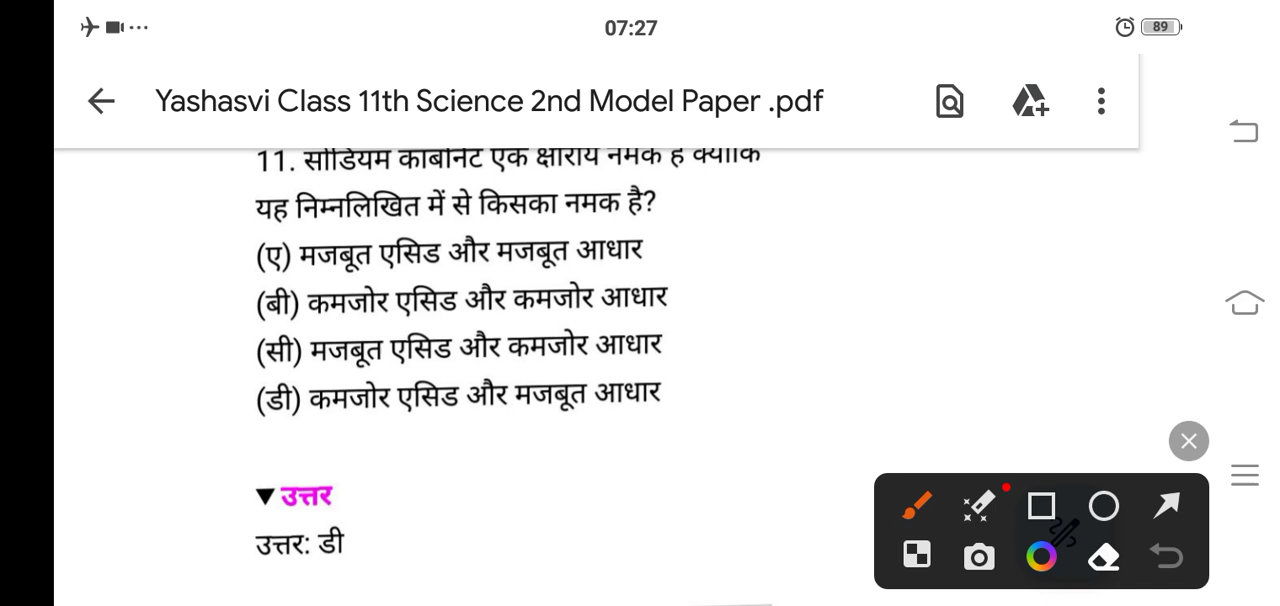 07:27
89
Yashasvi Class 11th Science 2nd Model Paper .pdf
11. सोडियम कार्बोनेट एक क्षारीय नमक है क्योंकि
यह निम्नलिखित में से किसका नमक है?
(ए) मजबूत एसिड और मजबूत आधार
(बी) कमजोर एसिड और कमजोर आधार
(सी) मजबूत एसिड और कमजोर आधार
(डी) कमजोर एसिड और मजबूत आधार
▼ उत्तर
उत्तर: डी